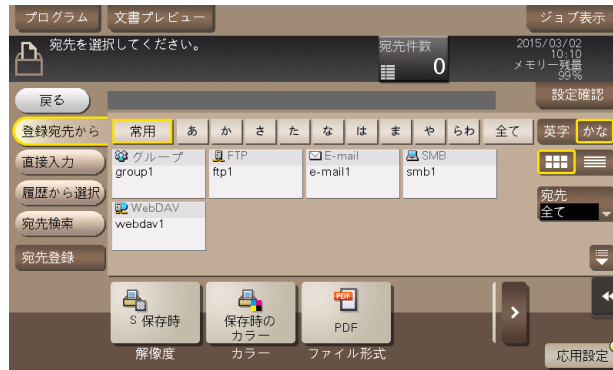 プログラム 文書プレビュー ジョブ表示
宛先を選択してください。 宛先件数 0 2015/03/02
10:10
メモリー残量
99%
戻る 設定確認
登録宛先から 常用 あ か さ た な は ま や らわ 全て 英字 かな
直接入力 グループ FTP E-mail SMB
group1 ftp1 e-mail1 smb1
履歴から選択 宛先
全て
WebDAV
webdav1
宛先検索
宛先登録
S 保存時 保存時の
カラー PDF
解像度 カラー ファイル形式 応用設定